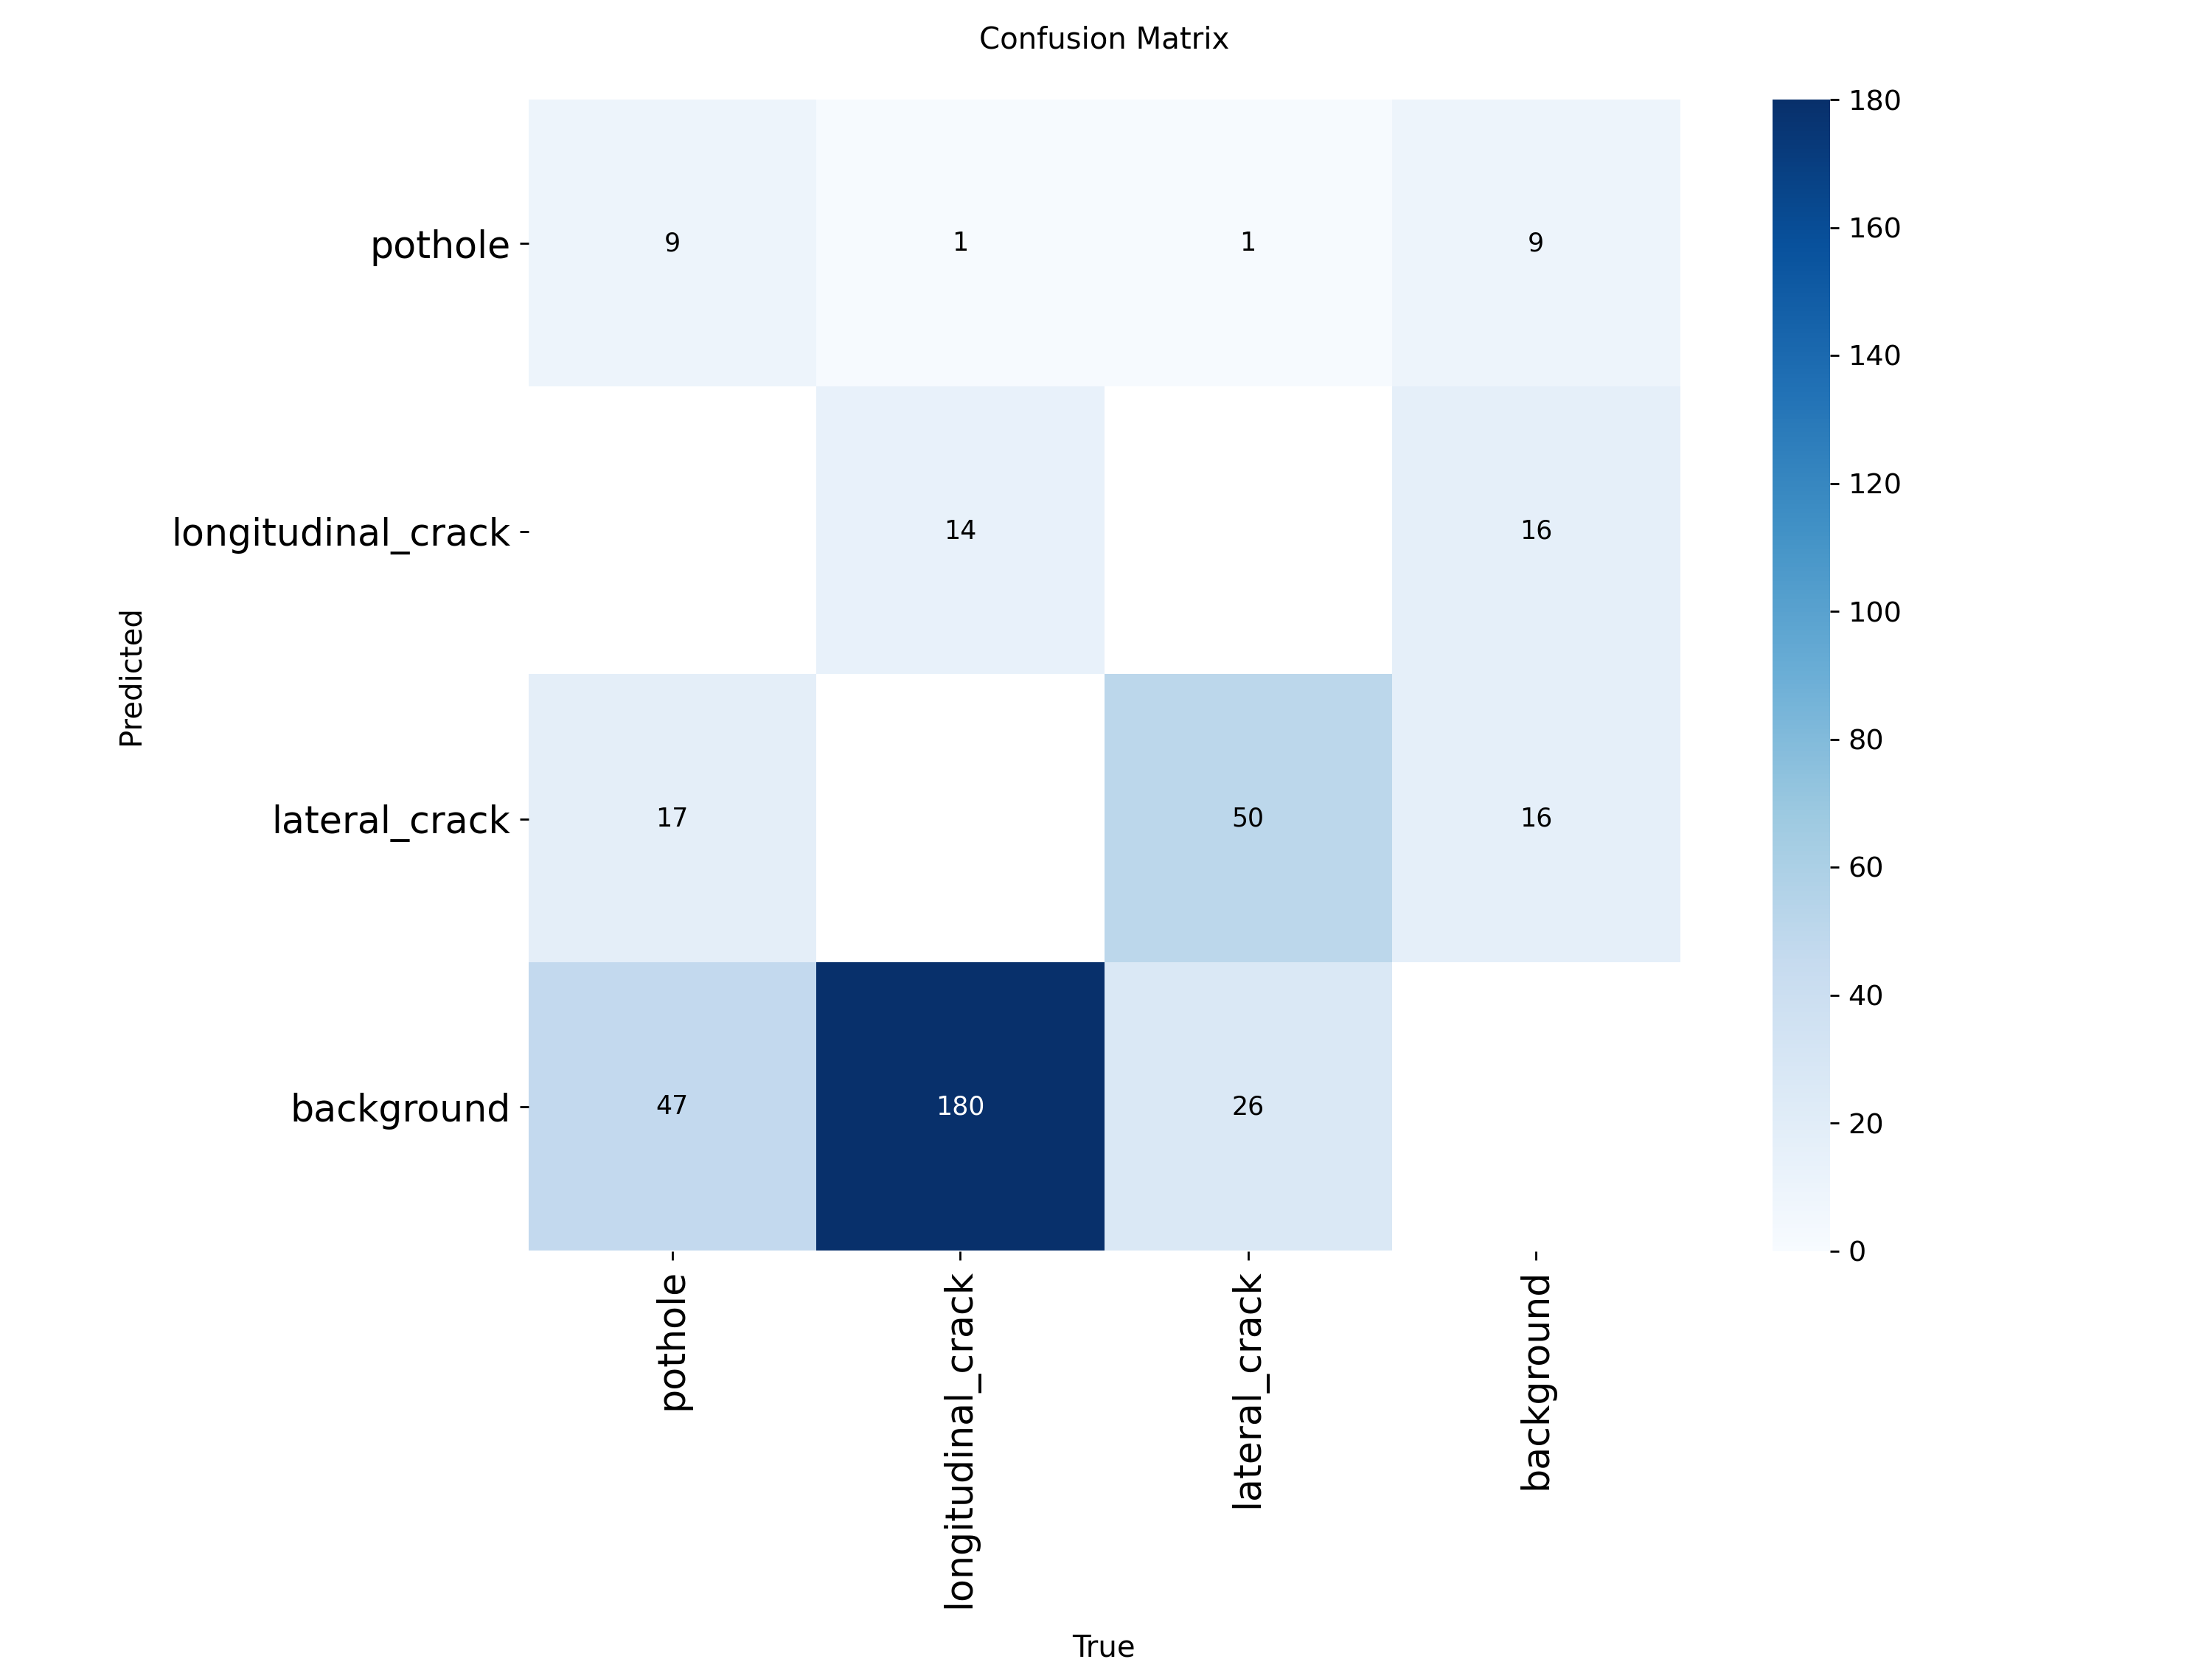 Confusion Matrix
Predicted
pothole
9 1 1 9
longitudinal_crack
14 16
lateral_crack
17 50 16
background
47 180 26
pothole
longitudinal_crack
lateral_crack
background
True
180
160
140
120
100
80
60
40
20
0